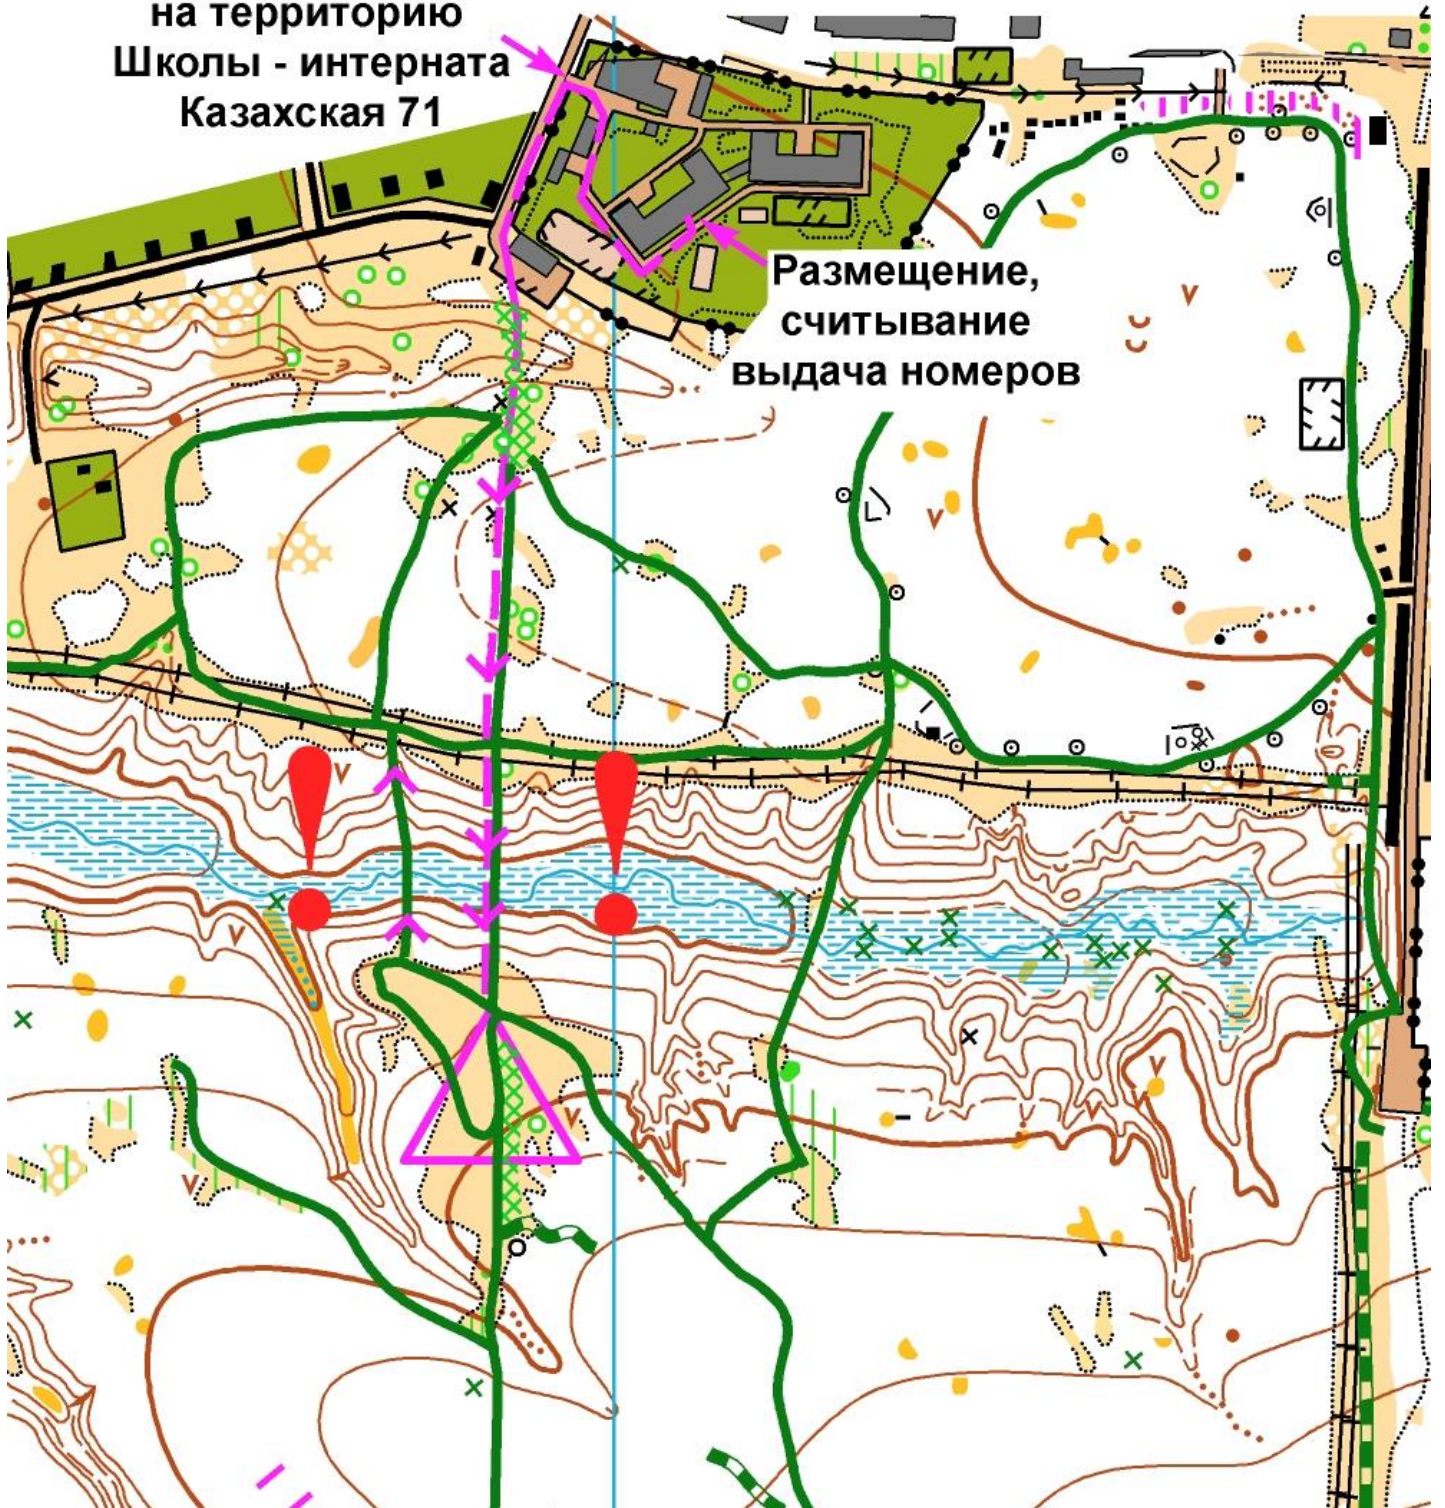 на территорию
Школы - интерната
Казахская 71
Размещение,
считывание
выдача номеров